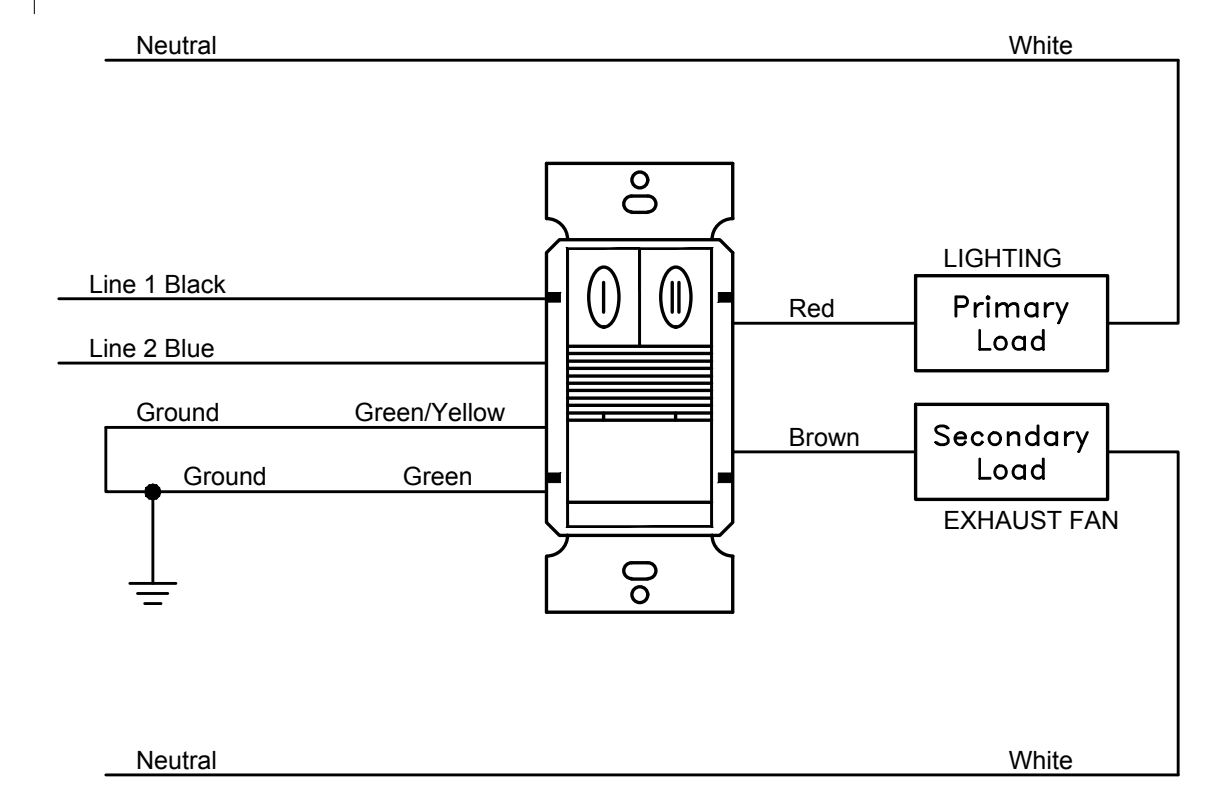 Neutral White
LIGHTING
Line 1 Black
I II
Red
Primary
Load
Line 2 Blue
Ground Green/Yellow
Brown
Secondary
Load
Ground Green
EXHAUST FAN
Neutral White